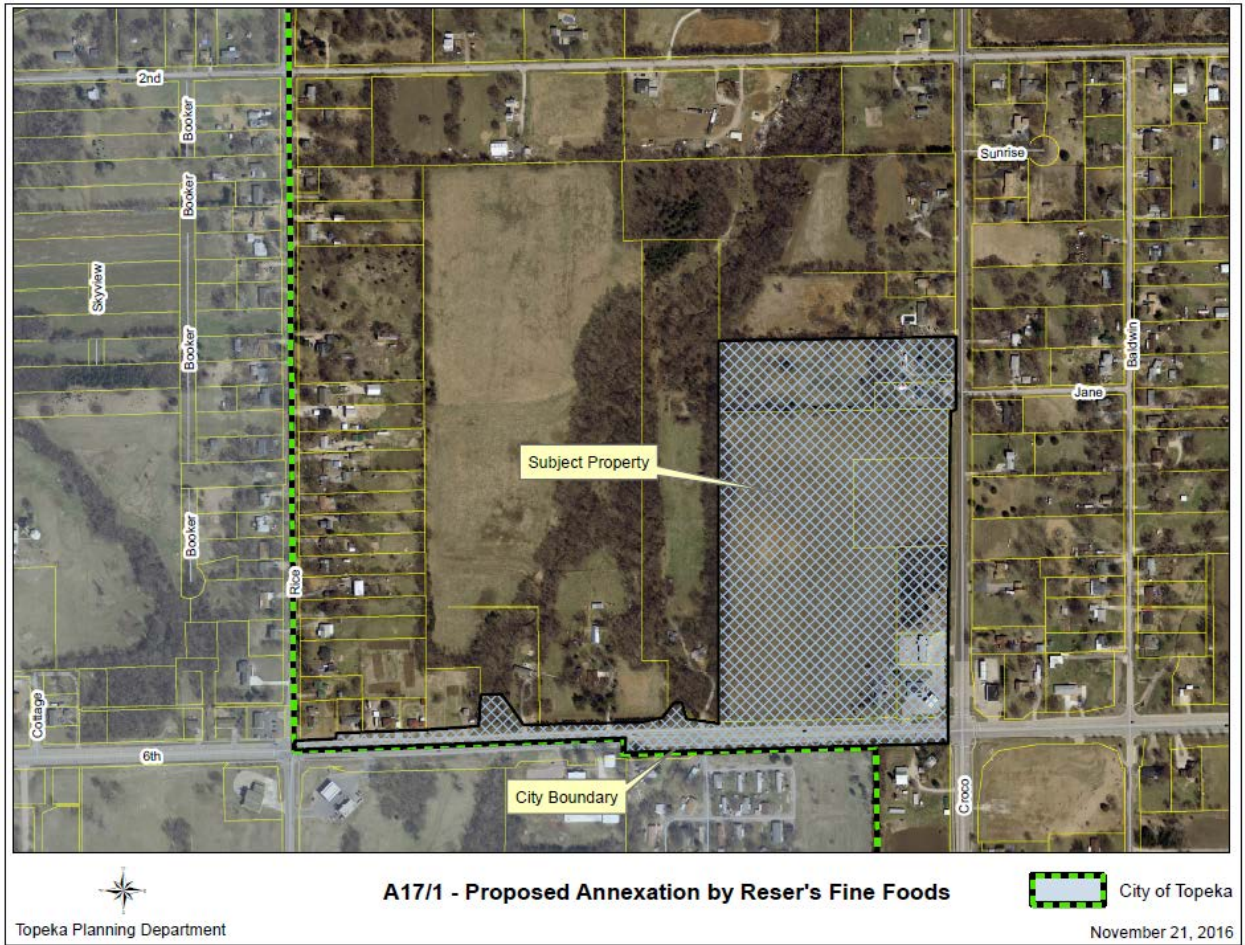 2nd
Booker
Sunrise
Booker
Skyview
Booker
Baldwin
Jane
Subject Property
Booker
Rice
Cottage
6th
City Boundary
Croco
A17/1 - Proposed Annexation by Reser's Fine Foods
City of Topeka
Topeka Planning Department
November 21, 2016